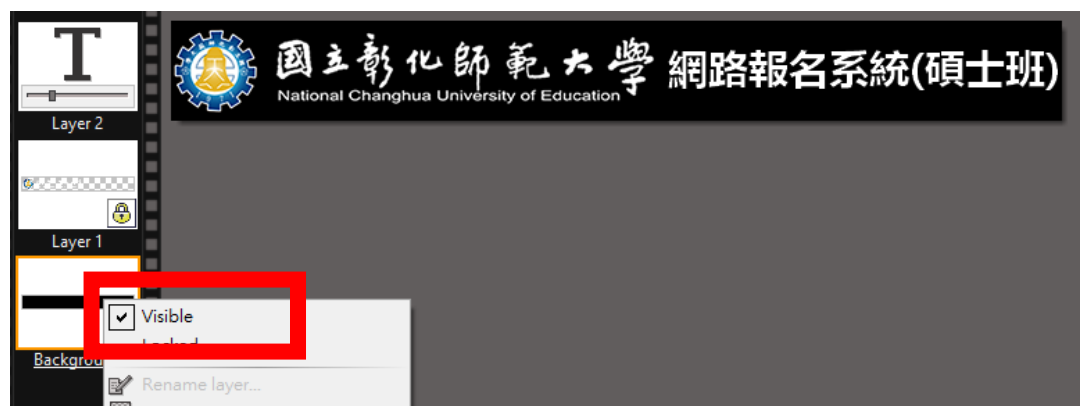 T
Layer 2
國立彰化師範大學
National Changhua University of Education
網路報名系統(碩士班)
Layer 1
Visible
Locked
Rename layer...